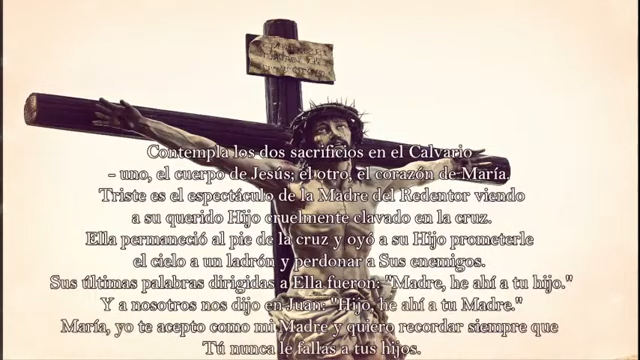 Contempla los dos sacrificios en el Calvario
- uno, el cuerpo de Jesús; el otro, el corazón de María.
Triste es el espectáculo de la Madre del Redentor viendo
a su querido Hijo cruelmente clavado en la cruz.
Ella permaneció al pie de la cruz y oyó a su Hijo prometerle
el cielo a un ladrón y perdonar a Sus enemigos.
Sus últimas palabras dirigidas a Ella fueron: "Madre, he ahí a tu hijo."
Y a nosotros nos dijo en Juan: "Hijo, he ahí a tu Madre."
María, yo te acepto como mi Madre y quiero recordar siempre que
Tú nunca le fallas a tus hijos.